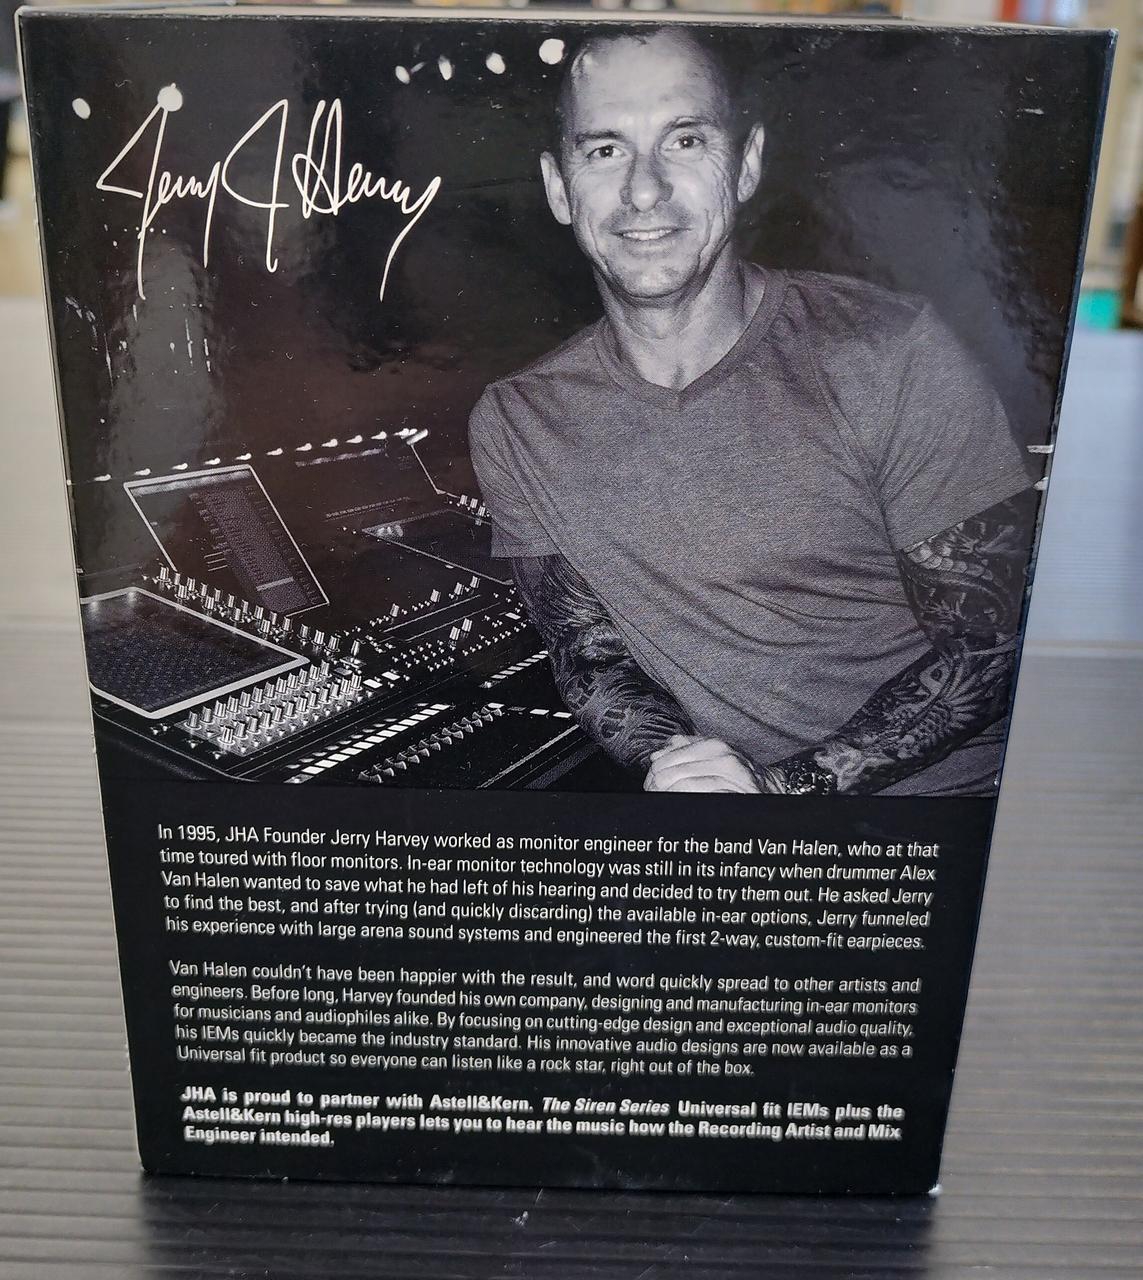 Jerry J Harvey
In 1995, JHA Founder Jerry Harvey worked as monitor engineer for the band Van Halen, who at that
time toured with floor monitors. In-ear monitor technology was still in its infancy when drummer Alex
Van Halen wanted to save what he had left of his hearing and decided to try them out. He asked Jerry
to find the best, and after trying (and quickly discarding) the available in-ear options, Jerry funneled
his experience with large arena sound systems and engineered the first 2-way, custom-fit earpieces.
Van Halen couldn't have been happier with the result, and word quickly spread to other artists and
engineers. Before long, Harvey founded his own company, designing and manufacturing in-ear monitors
for musicians and audiophiles alike. By focusing on cutting-edge design and exceptional audio quality,
his IEMs quickly became the industry standard. His innovative audio designs are now available as a
Universal fit product so everyone can listen like a rock star, right out of the box.
JHA is proud to partner with Astell&Kern. The Siren Series Universal fit IEMs plus the
Astell&Kern high-res players lets you to hear the music how the Recording Artist and Mix
Engineer intended.